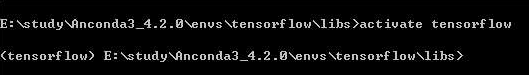 E:\study\Anconda3_4.2.0\envs\tensorflow\libs>activate tensorflow
(tensorflow) E:\study\Anconda3_4.2.0\envs\tensorflow\libs>